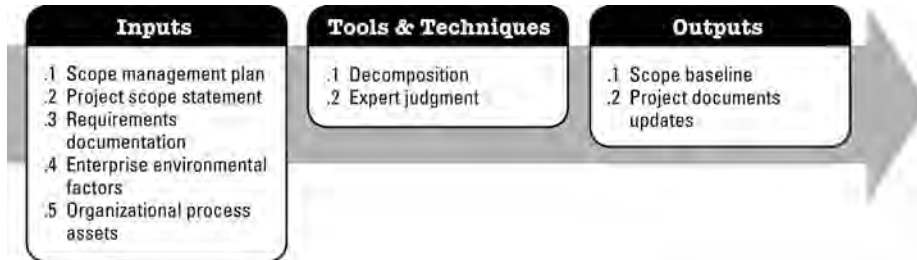 Inputs
.1 Scope management plan
.2 Project scope statement
.3 Requirements
documentation
.4 Enterprise environmental
factors
.5 Organizational process
assets
Tools & Techniques
.1 Decomposition
.2 Expert judgment
Outputs
.1 Scope baseline
.2 Project documents
updates